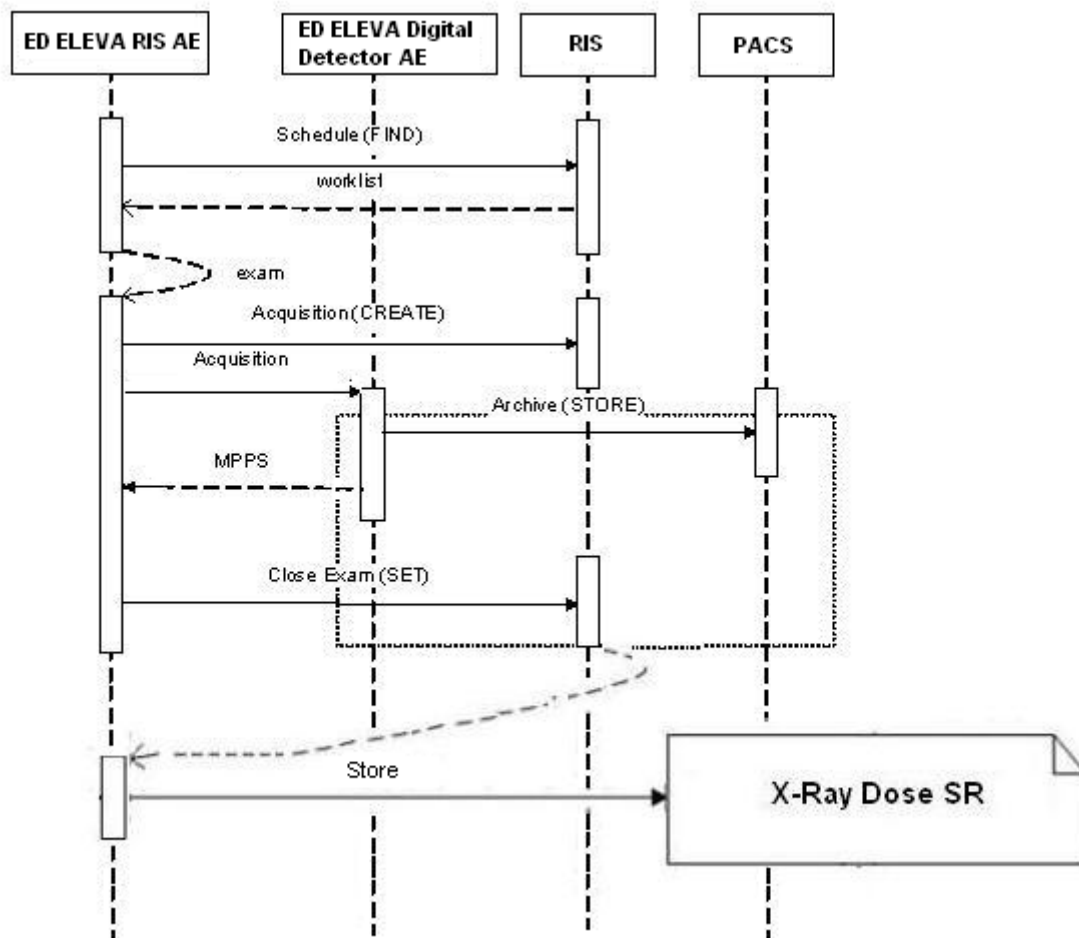 ED ELEVA RIS AE
ED ELEVA Digital
Detector AE
RIS
PACS
Schedule (FIND)
worklist
exam
Acquisition (CREATE)
Acquisition
Archive (STORE)
MPPS
Close Exam (SET)
Store
X-Ray Dose SR